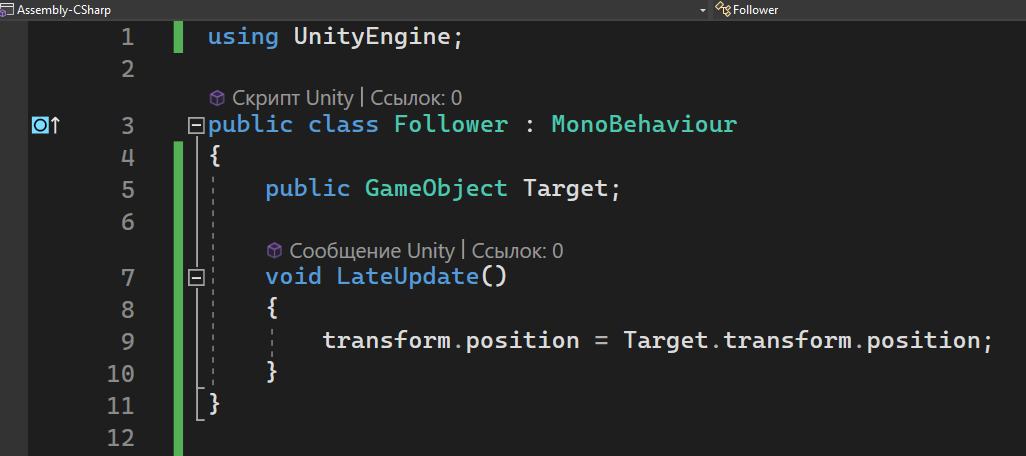 Assembly-CSharp Follower
1 using UnityEngine;
2
Скрипт Unity | Ссылок: 0
3 public class Follower : MonoBehaviour
4 {
5 public GameObject Target;
6
Сообщение Unity | Ссылок: 0
7 void LateUpdate()
8 {
9 transform.position = Target.transform.position;
10 }
11 }
12